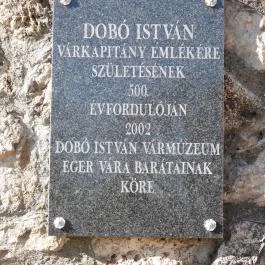 DOBÓ ISTVÁN
VÁRKAPITÁNY EMLÉKÉRE
SZÜLETÉSÉNEK
500.
ÉVFORDULÓJÁN
2002
DOBÓ ISTVÁN VÁRMÚZEUM
EGER VÁRA BARÁTAINAK
KÖRE